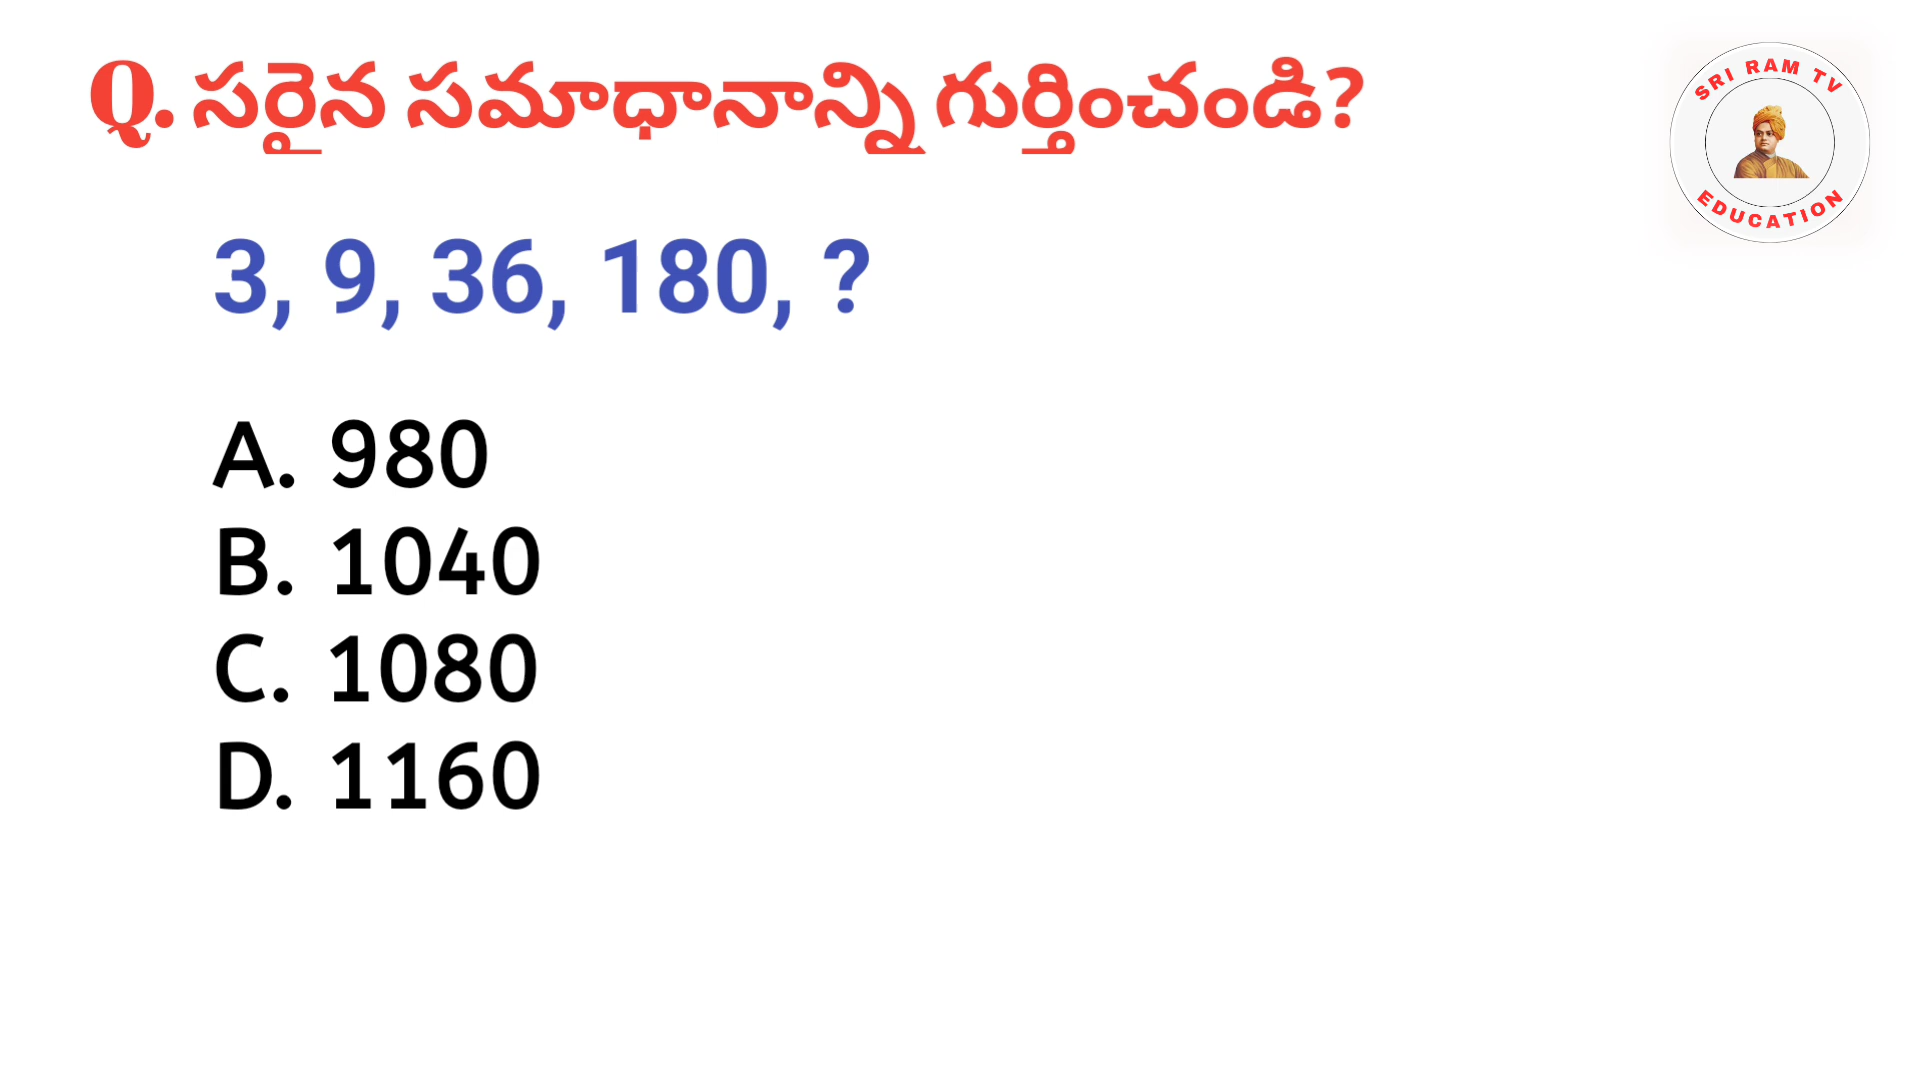 Q. సరైన సమాధానాన్ని గుర్తించండి?
SRI RAM TV
EDUCATION
3, 9, 36, 180, ?
A. 980
B. 1040
C. 1080
D. 1160